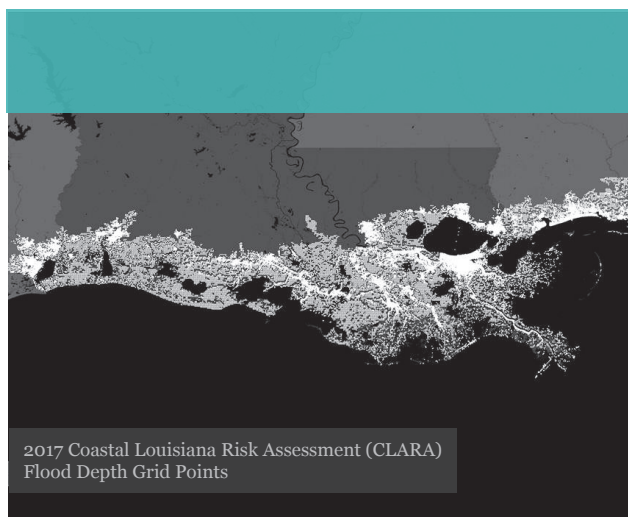 2017 Coastal Louisiana Risk Assessment (CLARA)
Flood Depth Grid Points